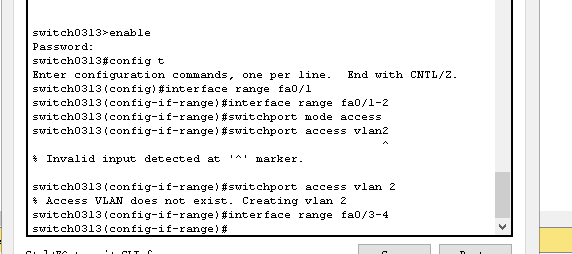 switch0313>enable
Password:
switch0313#config t
Enter configuration commands, one per line.  End with CNTL/Z.
switch0313(config)#interface range fa0/1
switch0313(config-if-range)#interface range fa0/1-2
switch0313(config-if-range)#switchport mode access
switch0313(config-if-range)#switchport access vlan2
^
% Invalid input detected at '^' marker.
switch0313(config-if-range)#switchport access vlan 2
% Access VLAN does not exist. Creating vlan 2
switch0313(config-if-range)#interface range fa0/3-4
switch0313(config-if-range)#